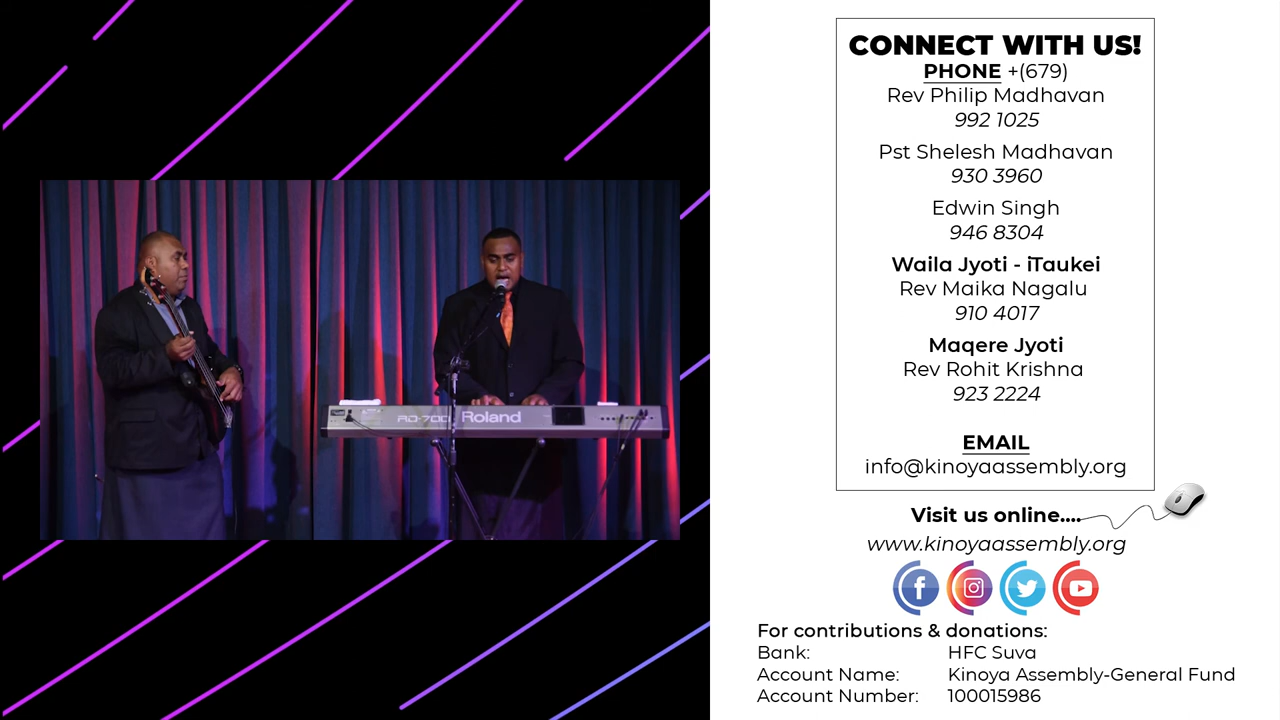 RD-700
Roland
CONNECT WITH US!
PHONE +(679)
Rev Philip Madhavan
992 1025
Pst Shelesh Madhavan
930 3960
Edwin Singh
946 8304
Waila Jyoti - iTaukei
Rev Maika Nagalu
910 4017
Maqere Jyoti
Rev Rohit Krishna
923 2224
EMAIL
info@kinoyaassembly.org
Visit us online....
www.kinoyaassembly.org
For contributions & donations:
Bank: HFC Suva
Account Name: Kinoya Assembly-General Fund
Account Number: 100015986